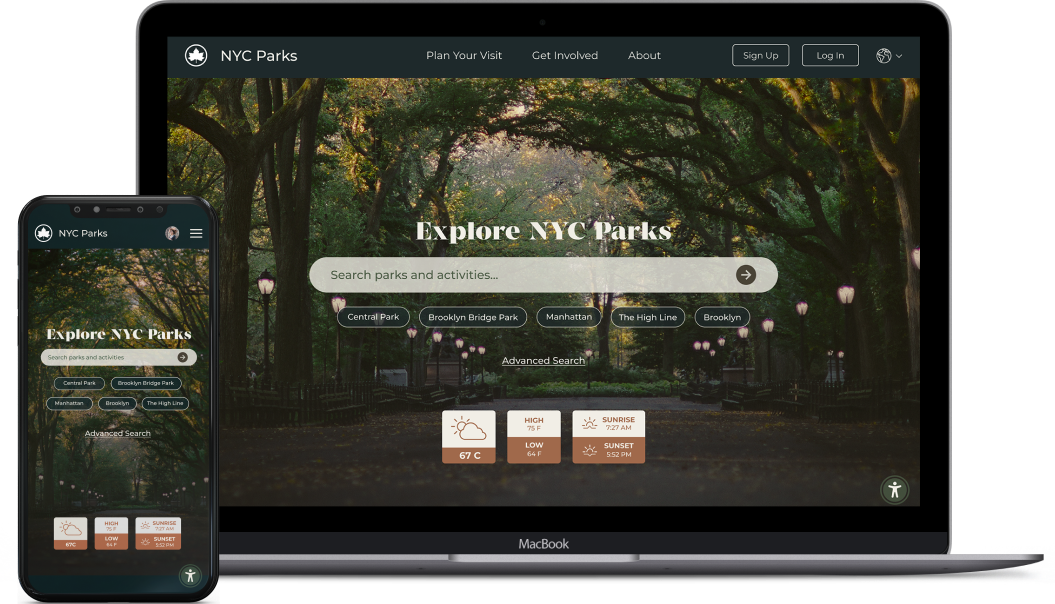 NYC Parks
Plan Your Visit Get Involved About
Sign Up Log In
Explore NYC Parks
Search parks and activities...
Central Park Brooklyn Bridge Park Manhattan The High Line Brooklyn
Advanced Search
67 C
HIGH
75 F
LOW
64 F
SUNRISE
7:27 AM
SUNSET
5:52 PM
MacBook
NYC Parks
Explore NYC Parks
Search parks and activities
Central Park Brooklyn Bridge Park
Manhattan Brooklyn The High Line
Advanced Search
67C
HIGH
75 F
LOW
64 F
SUNRISE
7:27 AM
SUNSET
5:52 PM